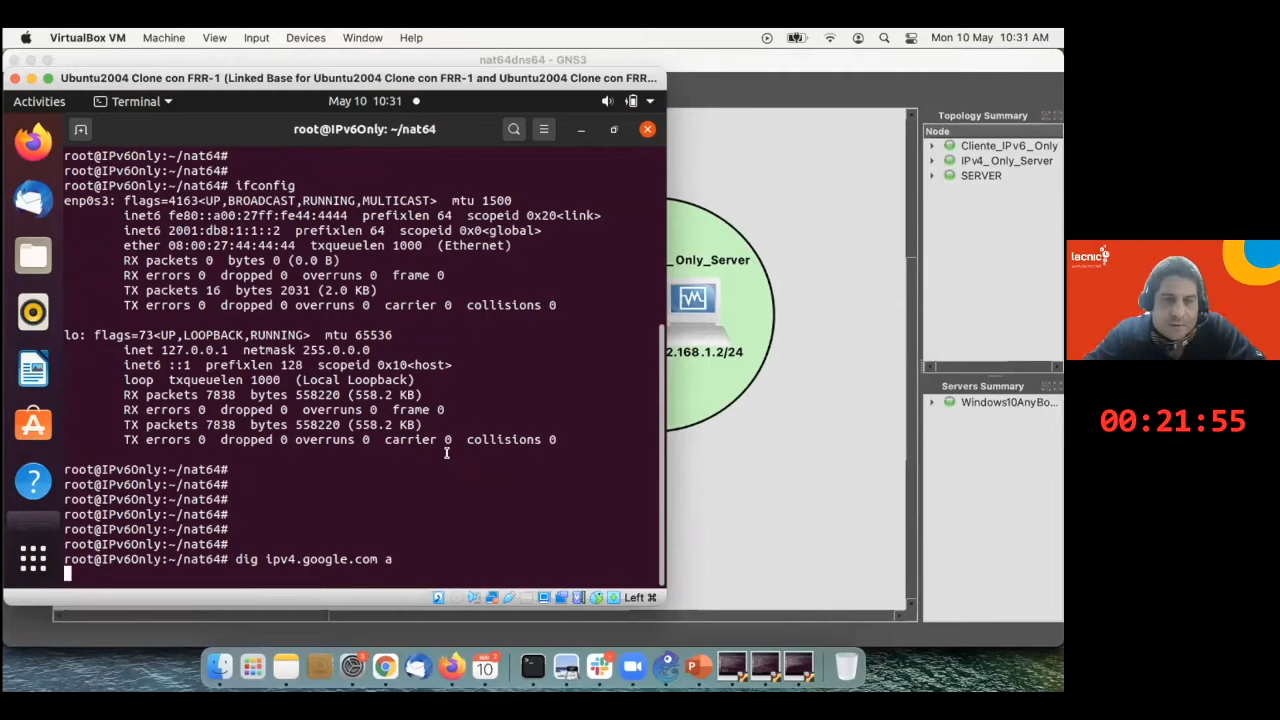 VirtualBox VM Machine View Input Devices Window Help Mon 10 May 10:31 AM
nat64dns64 - GNS3
Ubuntu2004 Clone con FRR-1 (Linked Base for Ubuntu2004 Clone con FRR-1 and Ubuntu2004 Clone con FRR...
Activities Terminal May 10 10:31
root@IPv6Only: ~/nat64
root@IPv6Only:~/nat64#
root@IPv6Only:~/nat64#
root@IPv6Only:~/nat64# ifconfig
enp0s3: flags=4163<UP,BROADCAST,RUNNING,MULTICAST> mtu 1500
inet6 fe80::a00:27ff:fe44:4444 prefixlen 64 scopeid 0x20<link>
inet6 2001:db8:1:1::2 prefixlen 64 scopeid 0x0<global>
ether 08:00:27:44:44:44 txqueuelen 1000 (Ethernet)
RX packets 0 bytes 0 (0.0 B)
RX errors 0 dropped 0 overruns 0 frame 0
TX packets 16 bytes 2031 (2.0 KB)
TX errors 0 dropped 0 overruns 0 carrier 0 collisions 0
lo: flags=73<UP,LOOPBACK,RUNNING> mtu 65536
inet 127.0.0.1 netmask 255.0.0.0
inet6 ::1 prefixlen 128 scopeid 0x10<host>
loop txqueuelen 1000 (Local Loopback)
RX packets 7838 bytes 558220 (558.2 KB)
RX errors 0 dropped 0 overruns 0 frame 0
TX packets 7838 bytes 558220 (558.2 KB)
TX errors 0 dropped 0 overruns 0 carrier 0 collisions 0
root@IPv6Only:~/nat64#
root@IPv6Only:~/nat64#
root@IPv6Only:~/nat64#
root@IPv6Only:~/nat64#
root@IPv6Only:~/nat64#
root@IPv6Only:~/nat64#
root@IPv6Only:~/nat64# dig ipv4.google.com a
Left ⌘
_Only_Server
2.168.1.2/24
Topology Summary
Node
Cliente_IPv6_Only
IPv4_Only_Server
SERVER
Servers Summary
Windows10AnyBo...
lacnic
00:21:55
MAY
10